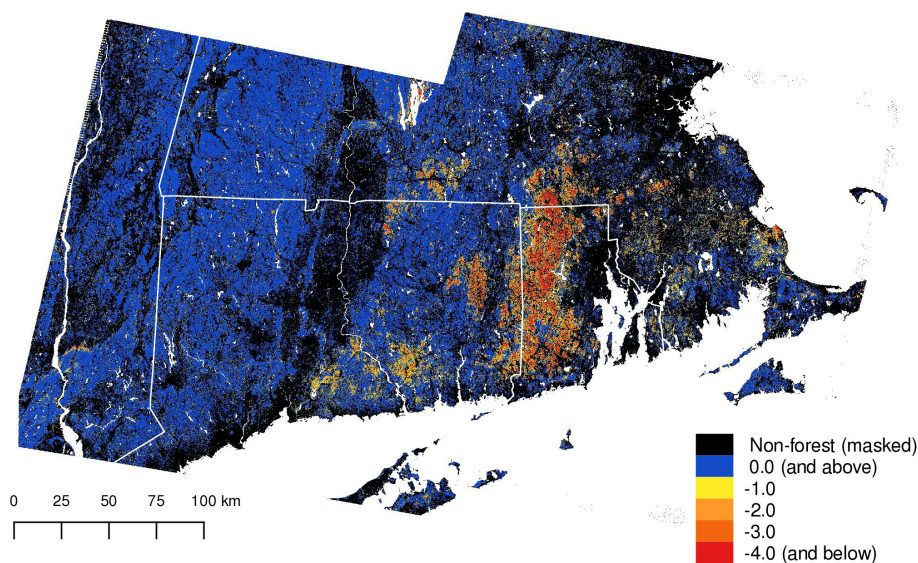 Non-forest (masked)
0.0 (and above)
-1.0
-2.0
-3.0
-4.0 (and below)
0 25 50 75 100 km